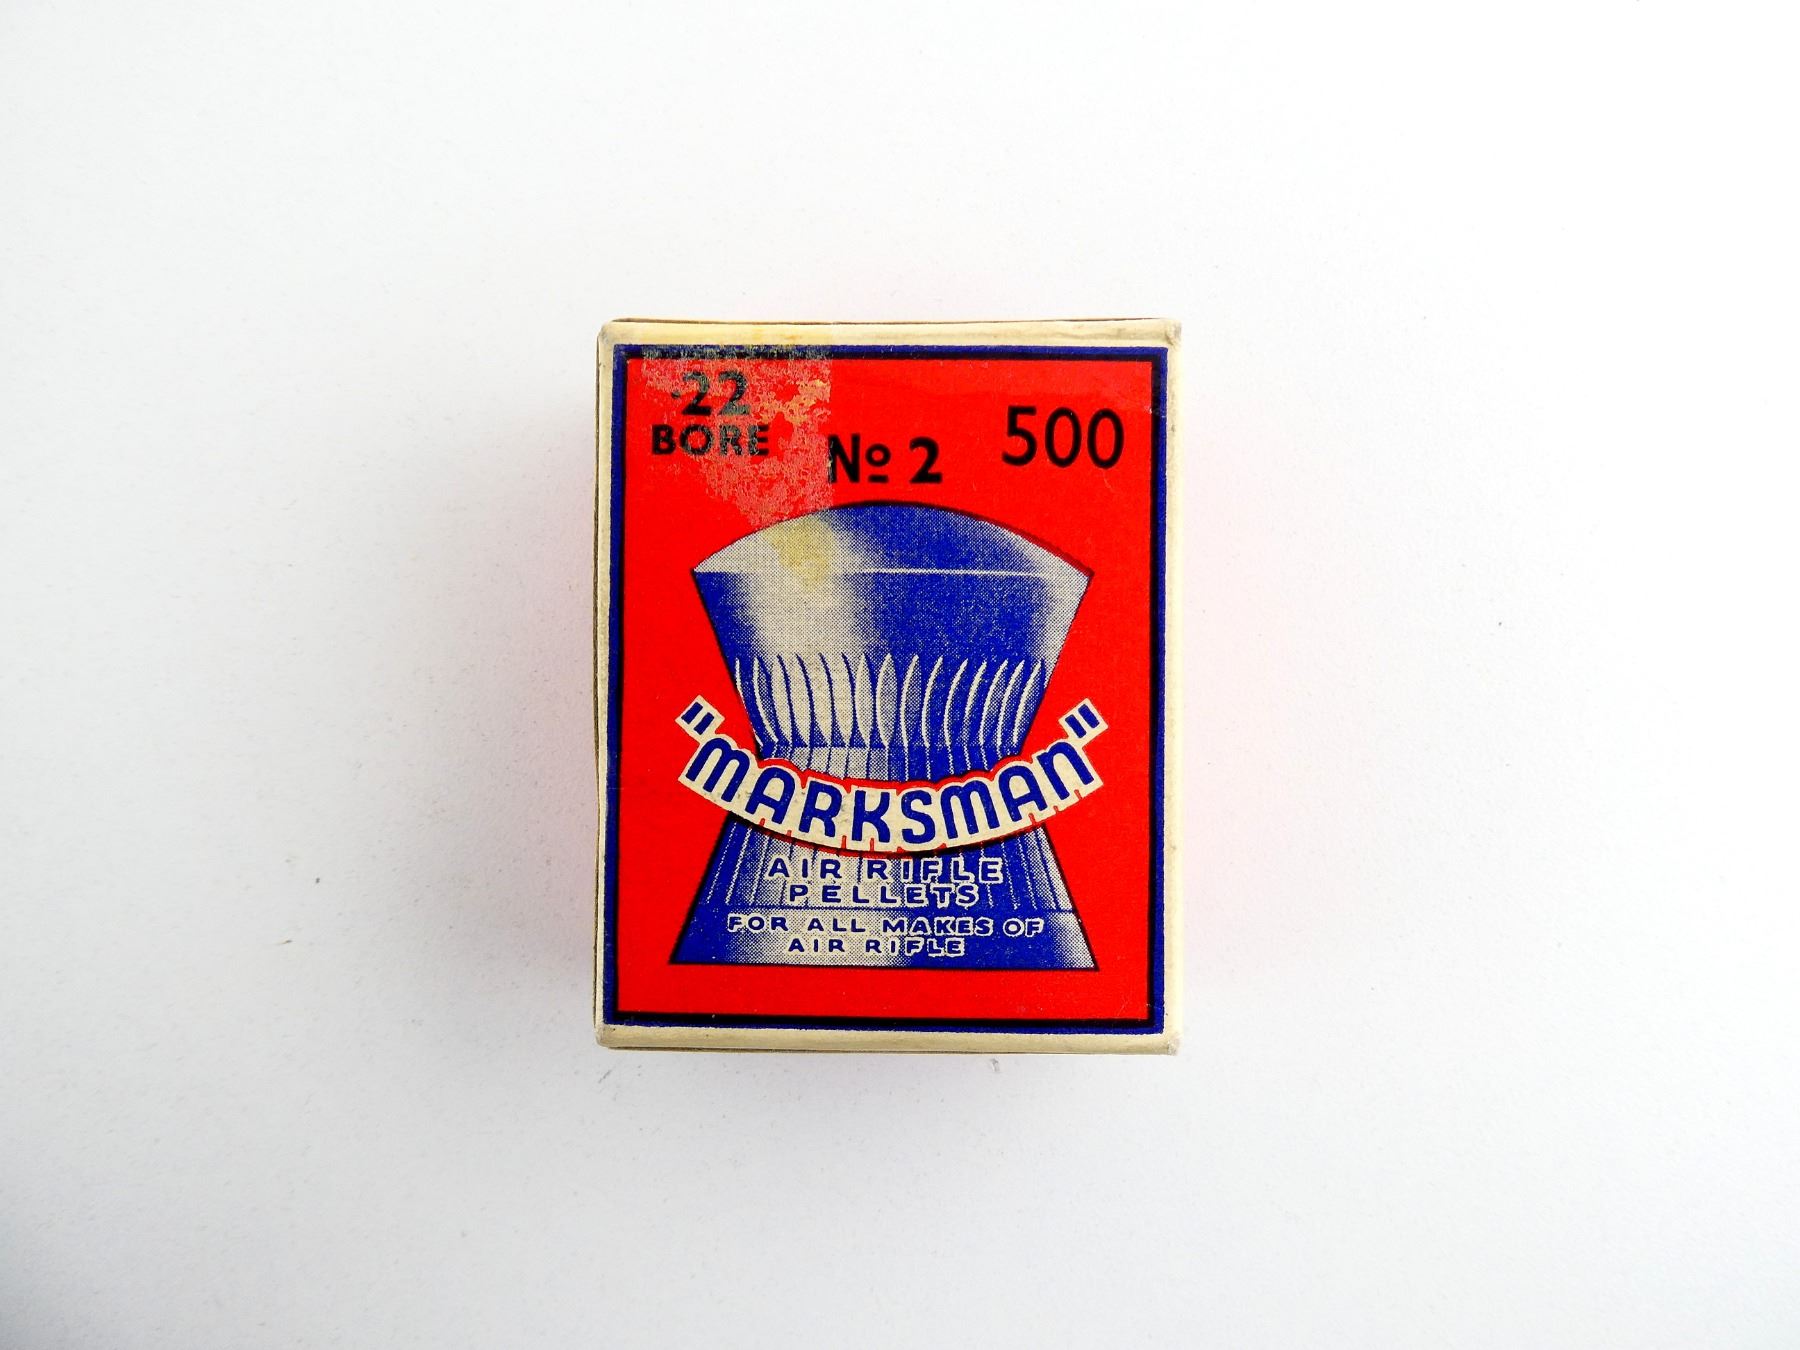 .22
BORE
Nº 2
500
"MARKSMAN"
AIR RIFLE
PELLETS
FOR ALL MAKES OF
AIR RIFLE